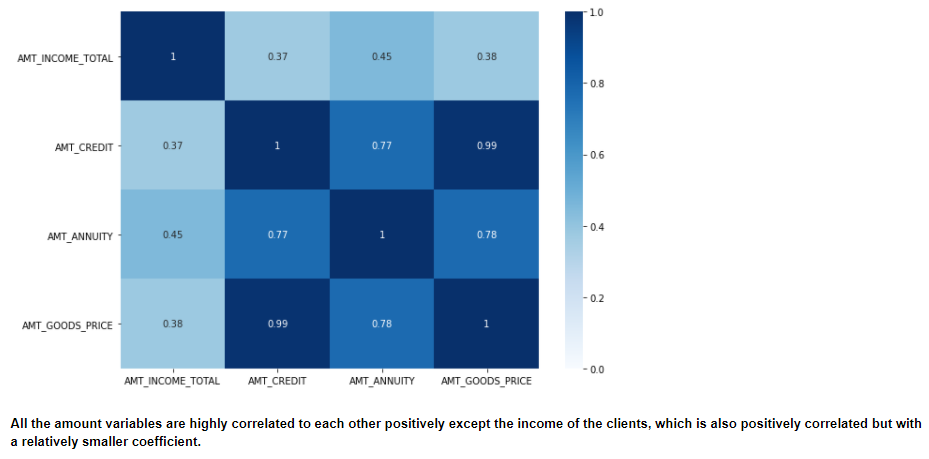 1.0
AMT_INCOME_TOTAL 1 0.37 0.45 0.38
0.8
AMT_CREDIT 0.37 1 0.77 0.99
0.6
AMT_ANNUITY 0.45 0.77 1 0.78
0.4
0.2
AMT_GOODS_PRICE 0.38 0.99 0.78 1
0.0
AMT_INCOME_TOTAL AMT_CREDIT AMT_ANNUITY AMT_GOODS_PRICE
All the amount variables are highly correlated to each other positively except the income of the clients, which is also positively correlated but with
a relatively smaller coefficient.